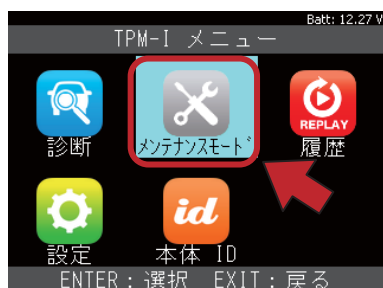 Batt: 12.27 V
TPM-I メニュー
REPLAY
診断 メンテナンスモード 履歴
id
設定 本体 ID
ENTER：選択 EXIT：戻る